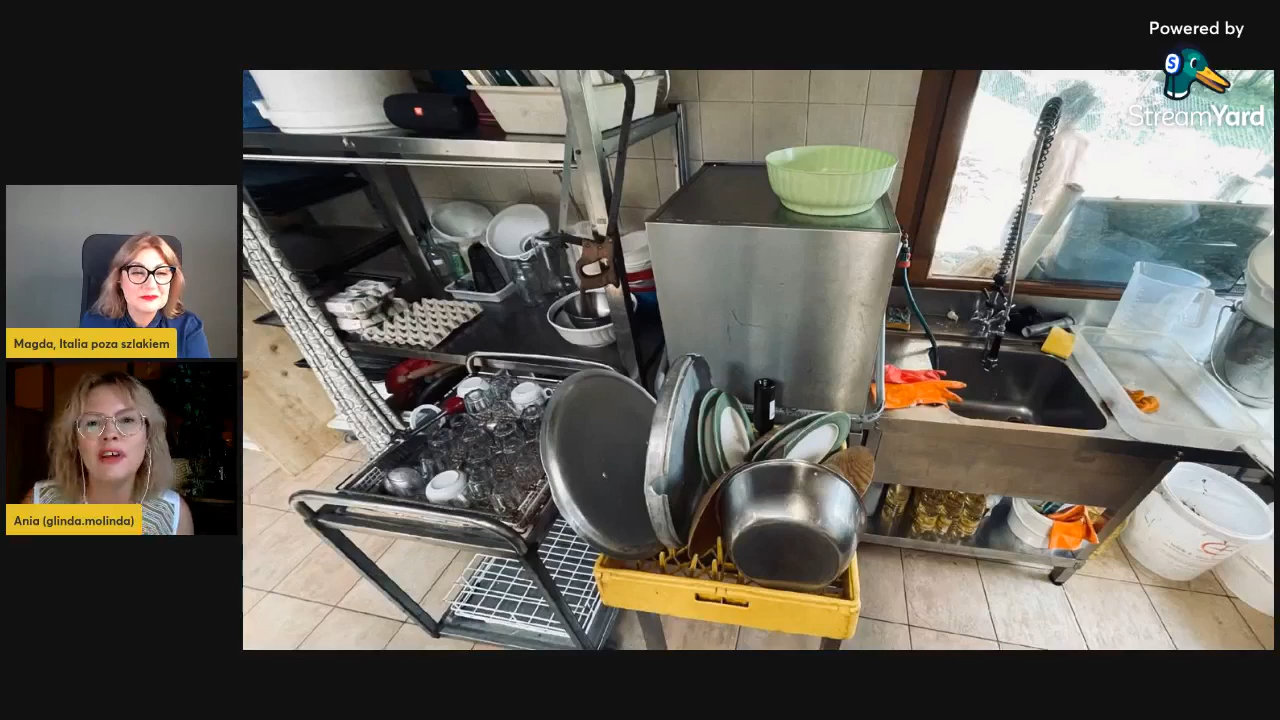 Powered by
S
StreamYard
Magda, Italia poza szlakiem
Ania (glinda.molinda)